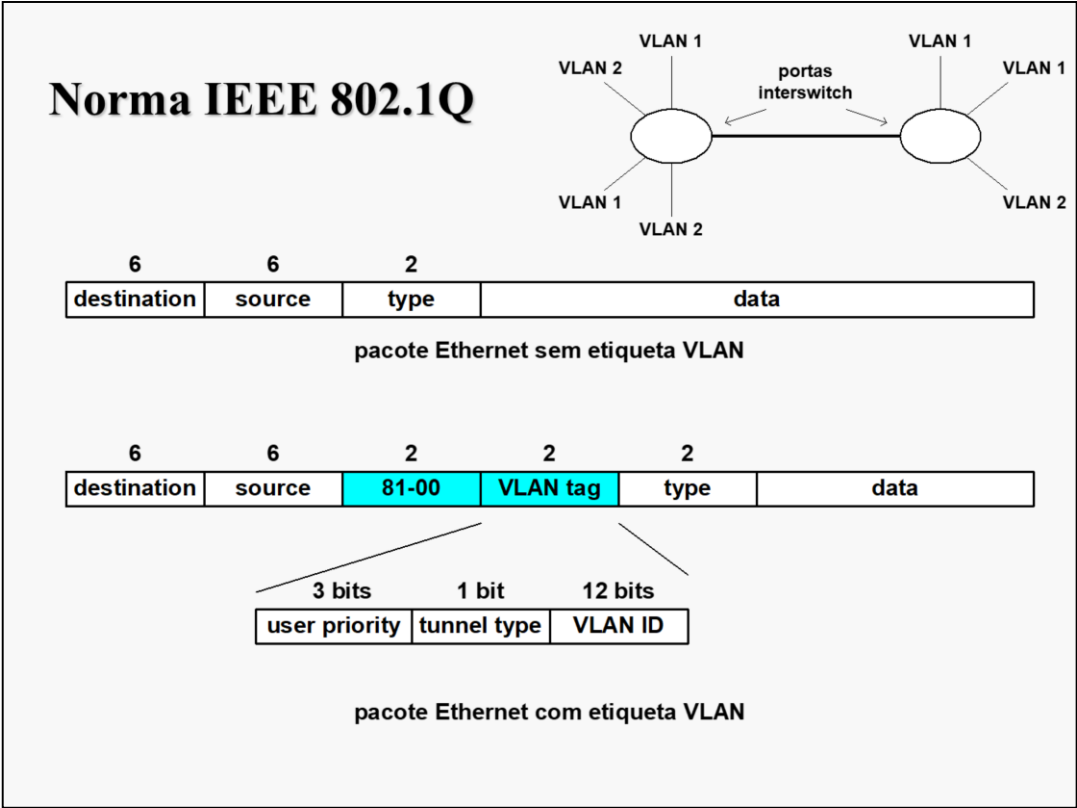 Norma IEEE 802.1Q
VLAN 1
VLAN 2
VLAN 1
VLAN 2
portas
interswitch
VLAN 1
VLAN 1
VLAN 2
6 6 2
destination source type data
pacote Ethernet sem etiqueta VLAN
6 6 2 2 2
destination source 81-00 VLAN tag type data
3 bits 1 bit 12 bits
user priority tunnel type VLAN ID
pacote Ethernet com etiqueta VLAN